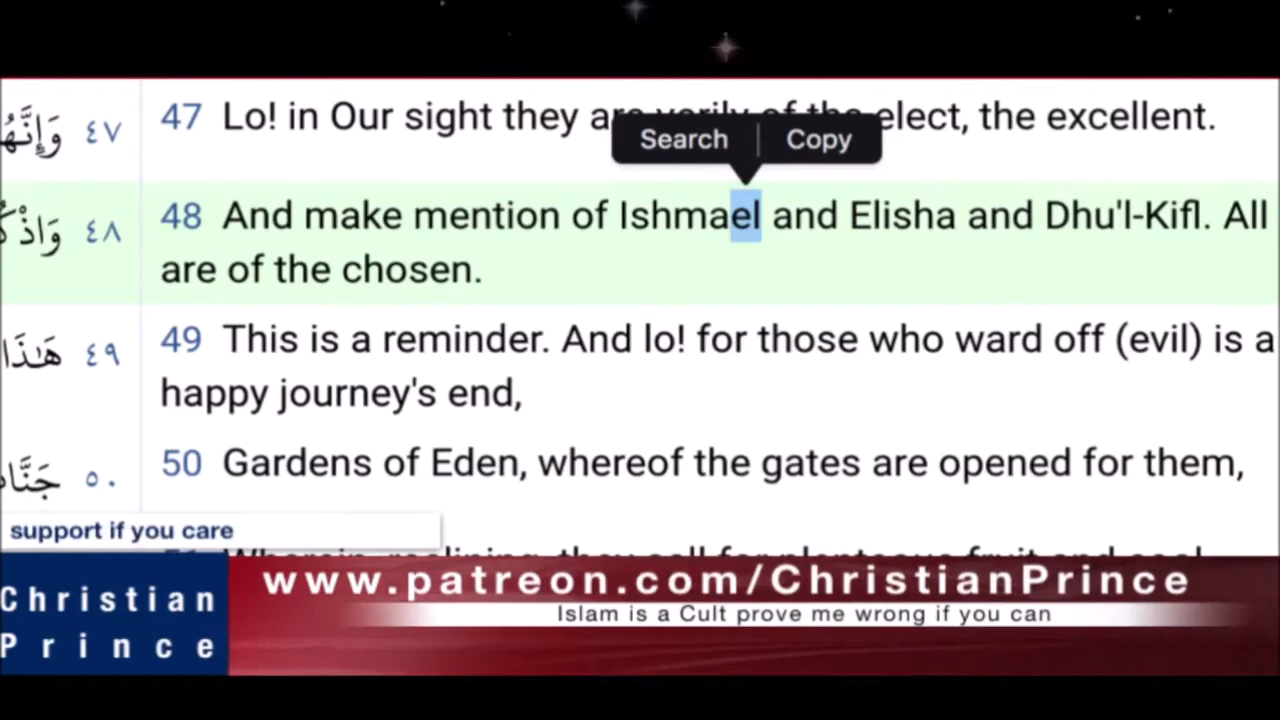 Search Copy
وَإِنَّهُ ٤٧ 47 Lo! in Our sight they are verily of the elect, the excellent.
٤٨ 48 And make mention of Ishmael and Elisha and Dhu'l-Kifl. All
are of the chosen.
٤٩ 49 This is a reminder. And lo! for those who ward off (evil) is a
هَٰذَا
happy journey's end,
٥٠ 50 Gardens of Eden, whereof the gates are opened for them,
support if you care
Christian
Prince
www.patreon.com/ChristianPrince
Islam is a Cult prove me wrong if you can